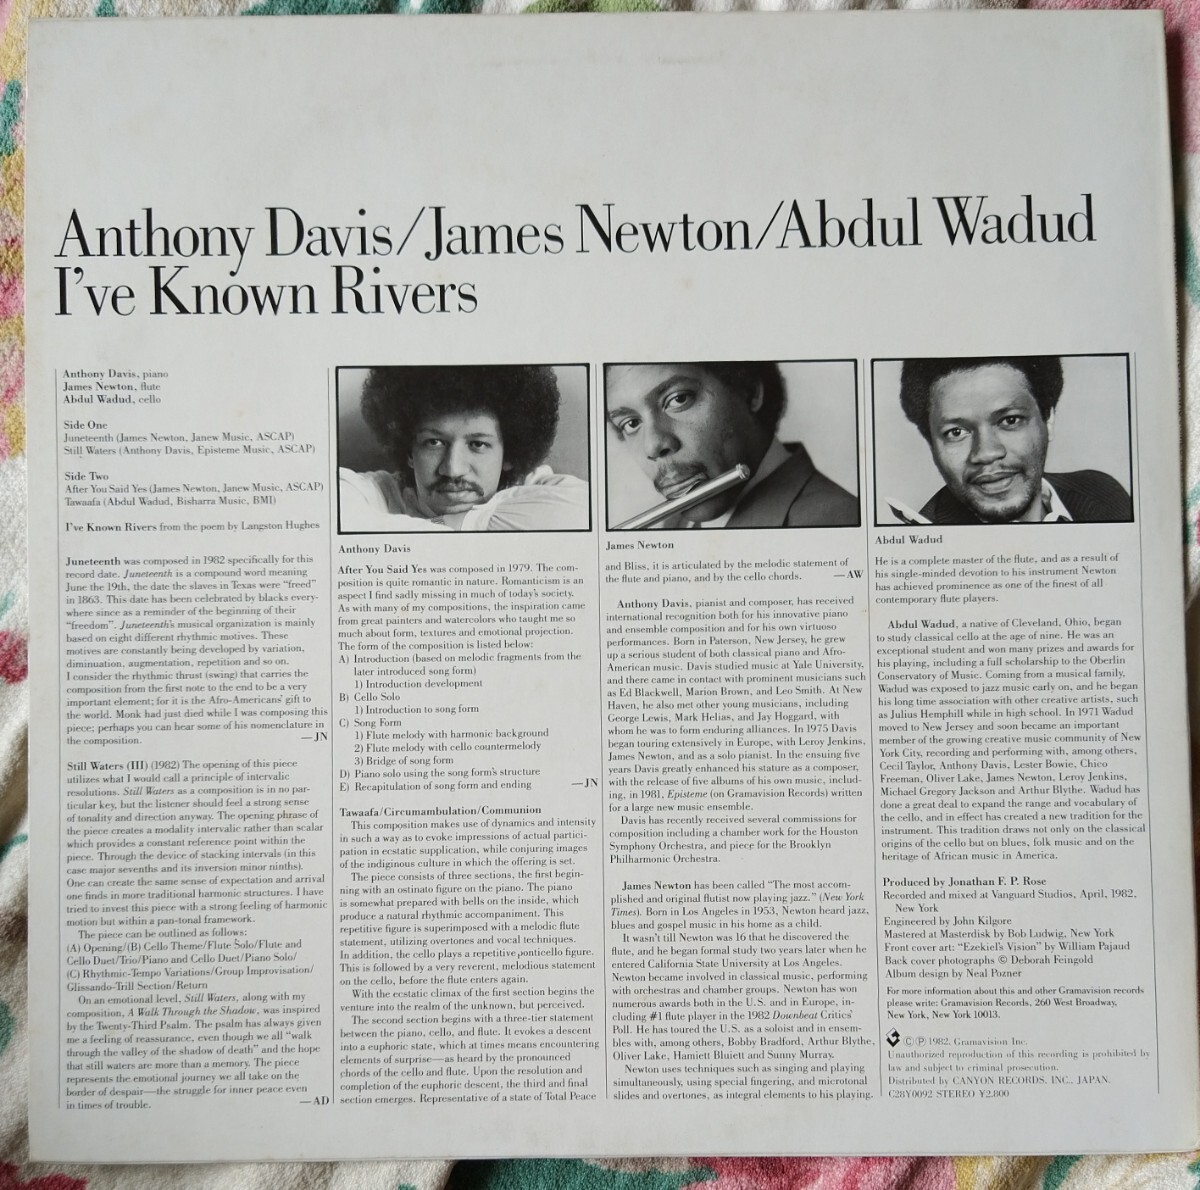 Anthony Davis/James Newton/Abdul Wadud
I've Known Rivers
Anthony Davis, piano
James Newton, flute
Abdul Wadud, cello
Side One
Juneteenth (James Newton, Janew Music, ASCAP)
Still Waters (Anthony Davis, Episteme Music, ASCAP)
Side Two
After You Said Yes (James Newton, Janew Music, ASCAP)
Tawaafa (Abdul Wadud, Bisharra Music, BMI)
I've Known Rivers from the poem by Langston Hughes
Juneteenth was composed in 1982 specifically for this
record date. Juneteenth is a compound word meaning
June the 19th, the date the slaves in Texas were "freed"
in 1863. This date has been celebrated by blacks every-
where since as a reminder of the beginning of their
"freedom". Juneteenth's musical organization is mainly
based on eight different rhythmic motives. These
motives are constantly being developed by variation,
diminuation, augmentation, repetition and so on.
I consider the rhythmic thrust (swing) that carries the
composition from the first note to the end to be a very
important element; for it is the Afro-Americans' gift to
the world. Monk had just died while I was composing this
piece; perhaps you can hear some of his nomenclature in
the composition. —JN
Still Waters (III) (1982) The opening of this piece
utilizes what I would call a principle of intervalic
resolutions. Still Waters as a composition is in no par-
ticular key, but the listener should feel a strong sense
of tonality and direction anyway. The opening phrase of
the piece creates a modality intervalic rather than scalar
which provides a constant reference point within the
piece. Through the device of stacking intervals (in this
case major sevenths and its inversion minor ninths).
One can create the same sense of expectation and arrival
one finds in more traditional harmonic structures. I have
tried to invest this piece with a strong feeling of harmonic
motion but within a pan-tonal framework.
The piece can be outlined as follows:
(A) Opening/(B) Cello Theme/Flute Solo/Flute and
Cello Duet/Trio/Piano and Cello Duet/Piano Solo/
(C) Rhythmic-Tempo Variations/Group Improvisation/
Glissando-Trill Section/Return
On an emotional level, Still Waters, along with my
composition, A Walk Through the Shadow, was inspired
by the Twenty-Third Psalm. The psalm has always given
me a feeling of reassurance, even though we all "walk
through the valley of the shadow of death" and the hope
that still waters are more than a memory. The piece
represents the emotional journey we all take on the
border of despair—the struggle for inner peace even
in times of trouble. —AD
Anthony Davis
After You Said Yes was composed in 1979. The com-
position is quite romantic in nature. Romanticism is an
aspect I find sadly missing in much of today's society.
As with many of my compositions, the inspiration came
from great painters and watercolors who taught me so
much about form, textures and emotional projection.
The form of the composition is listed below:
A) Introduction (based on melodic fragments from the
later introduced song form)
1) Introduction development
B) Cello Solo
1) Introduction to song form
C) Song Form
1) Flute melody with harmonic background
2) Flute melody with cello countermelody
3) Bridge of song form
D) Piano solo using the song form's structure
E) Recapitulation of song form and ending —JN
Tawaafa/Circumambulation/Communion
This composition makes use of dynamics and intensity
in such a way as to evoke impressions of actual partici-
pation in ecstatic supplication, while conjuring images
of the indiginous culture in which the offering is set.
The piece consists of three sections, the first begin-
ning with an ostinato figure on the piano. The piano
is somewhat prepared with bells on the inside, which
produce a natural rhythmic accompaniment. This
repetitive figure is superimposed with a melodic flute
statement, utilizing overtones and vocal techniques.
In addition, the cello plays a repetitive ponticello figure.
This is followed by a very reverent, melodious statement
on the cello, before the flute enters again.
With the ecstatic climax of the first section begins the
venture into the realm of the unknown, but perceived.
The second section begins with a three-tier statement
between the piano, cello, and flute. It evokes a descent
into a euphoric state, which at times means encountering
elements of surprise—as heard by the pronounced
chords of the cello and flute. Upon the resolution and
completion of the euphoric descent, the third and final
section emerges. Representative of a state of Total Peace
James Newton
and Bliss, it is articulated by the melodic statement of
the flute and piano, and by the cello chords. —AW
Anthony Davis, pianist and composer, has received
international recognition both for his innovative piano
and ensemble composition and for his own virtuoso
performances. Born in Paterson, New Jersey, he grew
up a serious student of both classical piano and Afro-
American music. Davis studied music at Yale University,
and there came in contact with prominent musicians such
as Ed Blackwell, Marion Brown, and Leo Smith. At New
Haven, he also met other young musicians, including
George Lewis, Mark Helias, and Jay Hoggard, with
whom he was to form enduring alliances. In 1975 Davis
began touring extensively in Europe, with Leroy Jenkins,
James Newton, and as a solo pianist. In the ensuing five
years Davis greatly enhanced his stature as a composer,
with the release of five albums of his own music, includ-
ing, in 1981, Episteme (on Gramavision Records) written
for a large new music ensemble.
Davis has recently received several commissions for
composition including a chamber work for the Houston
Symphony Orchestra, and piece for the Brooklyn
Philharmonic Orchestra.
James Newton has been called "The most accom-
plished and original flutist now playing jazz." (New York
Times). Born in Los Angeles in 1953, Newton heard jazz,
blues and gospel music in his home as a child.
It wasn't till Newton was 16 that he discovered the
flute, and he began formal study two years later when he
entered California State University at Los Angeles.
Newton became involved in classical music, performing
with orchestras and chamber groups. Newton has won
numerous awards both in the U.S. and in Europe, in-
cluding #1 flute player in the 1982 Downbeat Critics'
Poll. He has toured the U.S. as a soloist and in ensem-
bles with, among others, Bobby Bradford, Arthur Blythe,
Oliver Lake, Hamiett Bluiett and Sunny Murray.
Newton uses techniques such as singing and playing
simultaneously, using special fingering, and microtonal
slides and overtones, as integral elements to his playing.
Abdul Wadud
He is a complete master of the flute, and as a result of
his single-minded devotion to his instrument Newton
has achieved prominence as one of the finest of all
contemporary flute players.
Abdul Wadud, a native of Cleveland, Ohio, began
to study classical cello at the age of nine. He was an
exceptional student and won many prizes and awards for
his playing, including a full scholarship to the Oberlin
Conservatory of Music. Coming from a musical family,
Wadud was exposed to jazz music early on, and he began
his long time association with other creative artists, such
as Julius Hemphill while in high school. In 1971 Wadud
moved to New Jersey and soon became an important
member of the growing creative music community of New
York City, recording and performing with, among others,
Cecil Taylor, Anthony Davis, Lester Bowie, Chico
Freeman, Oliver Lake, James Newton, Leroy Jenkins,
Michael Gregory Jackson and Arthur Blythe. Wadud has
done a great deal to expand the range and vocabulary of
the cello, and in effect has created a new tradition for the
instrument. This tradition draws not only on the classical
origins of the cello but on blues, folk music and on the
heritage of African music in America.
Produced by Jonathan F. P. Rose
Recorded and mixed at Vanguard Studios, April, 1982,
New York
Engineered by John Kilgore
Mastered at Masterdisk by Bob Ludwig, New York
Front cover art: "Ezekiel's Vision" by William Pajaud
Back cover photographs © Deborah Feingold
Album design by Neal Pozner
For more information about this and other Gramavision records
please write: Gramavision Records, 260 West Broadway,
New York, New York 10013.
© ℗ 1982, Gramavision Inc.
Unauthorized reproduction of this recording is prohibited by
law and subject to criminal prosecution.
Distributed by CANYON RECORDS, INC., JAPAN.
C28Y0092 STEREO Y2,800